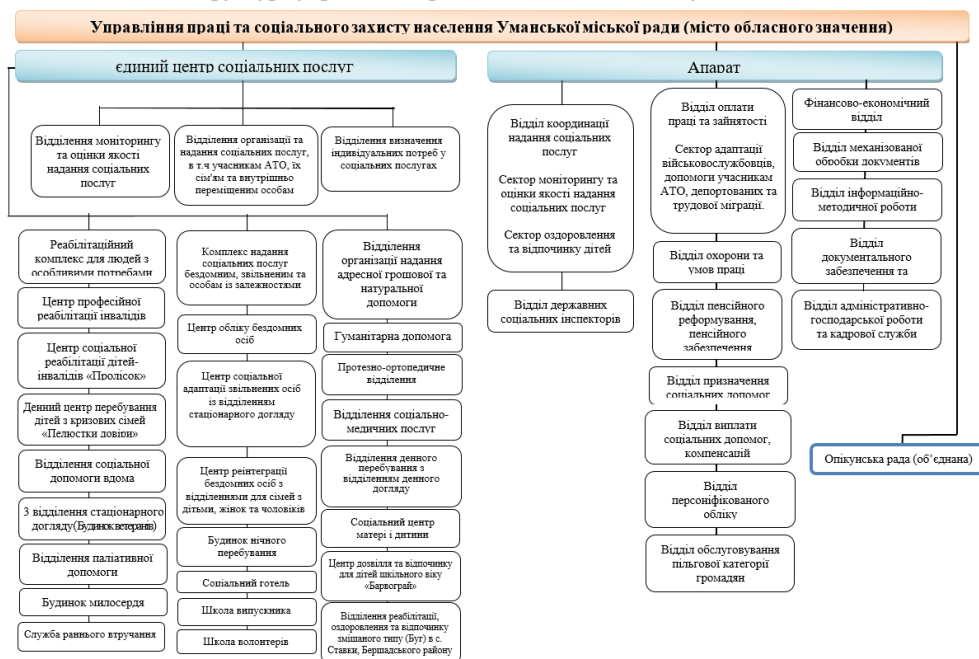 Управління праці та соціального захисту населення Уманської міської ради (місто обласного значення)
єдиний центр соціальних послуг
Апарат
Відділення моніторингу
та оцінки якості
надання соціальних
послуг
Відділення організації та
надання соціальних послуг,
в т.ч учасникам АТО, їх
сім'ям та внутрішньо
переміщеним особам
Відділення визначення
індивідуальних потреб у
соціальних послугах
Реабілітаційний
комплекс для людей з
особливими потребами
Центр професійної
реабілітації інвалідів
Центр соціальної
реабілітації дітей-
інвалідів «Пролісок»
Денний центр перебування
дітей з кризових сімей
«Пелюстки довіри»
Відділення соціальної
допомоги вдома
3 відділення стаціонарного
догляду(Будинок ветеранів)
Відділення паліативної
допомоги
Будинок милосердя
Служба раннього втручання
Комплекс надання
соціальних послуг
бездомним, звільненим та
особам із залежностями
Центр обліку бездомних
осіб
Центр соціальної
адаптації звільнених осіб
із відділенням
стаціонарного догляду
Центр реінтеграції
бездомних осіб з
відділеннями для сімей з
дітьми, жінок та чоловіків
Будинок нічного
перебування
Соціальний готель
Школа випускника
Школа волонтерів
Відділення
організації надання
адресної грошової та
натуральної
допомоги
Гуманітарна допомога
Протезно-ортопедичне
відділення
Відділення соціально-
медичних послуг
Відділення денного
перебування з
відділенням денного
догляду
Соціальний центр
матері і дитини
Центр дозвілля та відпочинку
для дітей шкільного віку
«Барвограй»
Відділення реабілітації,
оздоровлення та відпочинку
змішаного типу (Буг) в с.
Ставки, Бершадського району
Відділ координації
надання соціальних
послуг
Сектор моніторингу та
оцінки якості надання
соціальних послуг
Сектор оздоровлення
та відпочинку дітей
Відділ державних
соціальних інспекторів
Відділ оплати
праці та зайнятості
Сектор адаптації
військовослужбовців,
допомоги учасникам
АТО, депортованих та
трудової міграції.
Відділ охорони та
умов праці
Відділ пенсійного
реформування,
пенсійного
забезпечення
Відділ призначення
соціальних допомог
Відділ виплати
соціальних допомог,
компенсацій
Відділ
персоніфікованого
обліку
Відділ обслуговування
пільгової категорії
громадян
Фінансово-економічний
відділ
Відділ механізованої
обробки документів
Відділ інформаційно-
методичної роботи
Відділ
документального
забезпечення та
Відділ адміністративно-
господарської роботи
та кадрової служби
Опікунська рада (об’єднана)